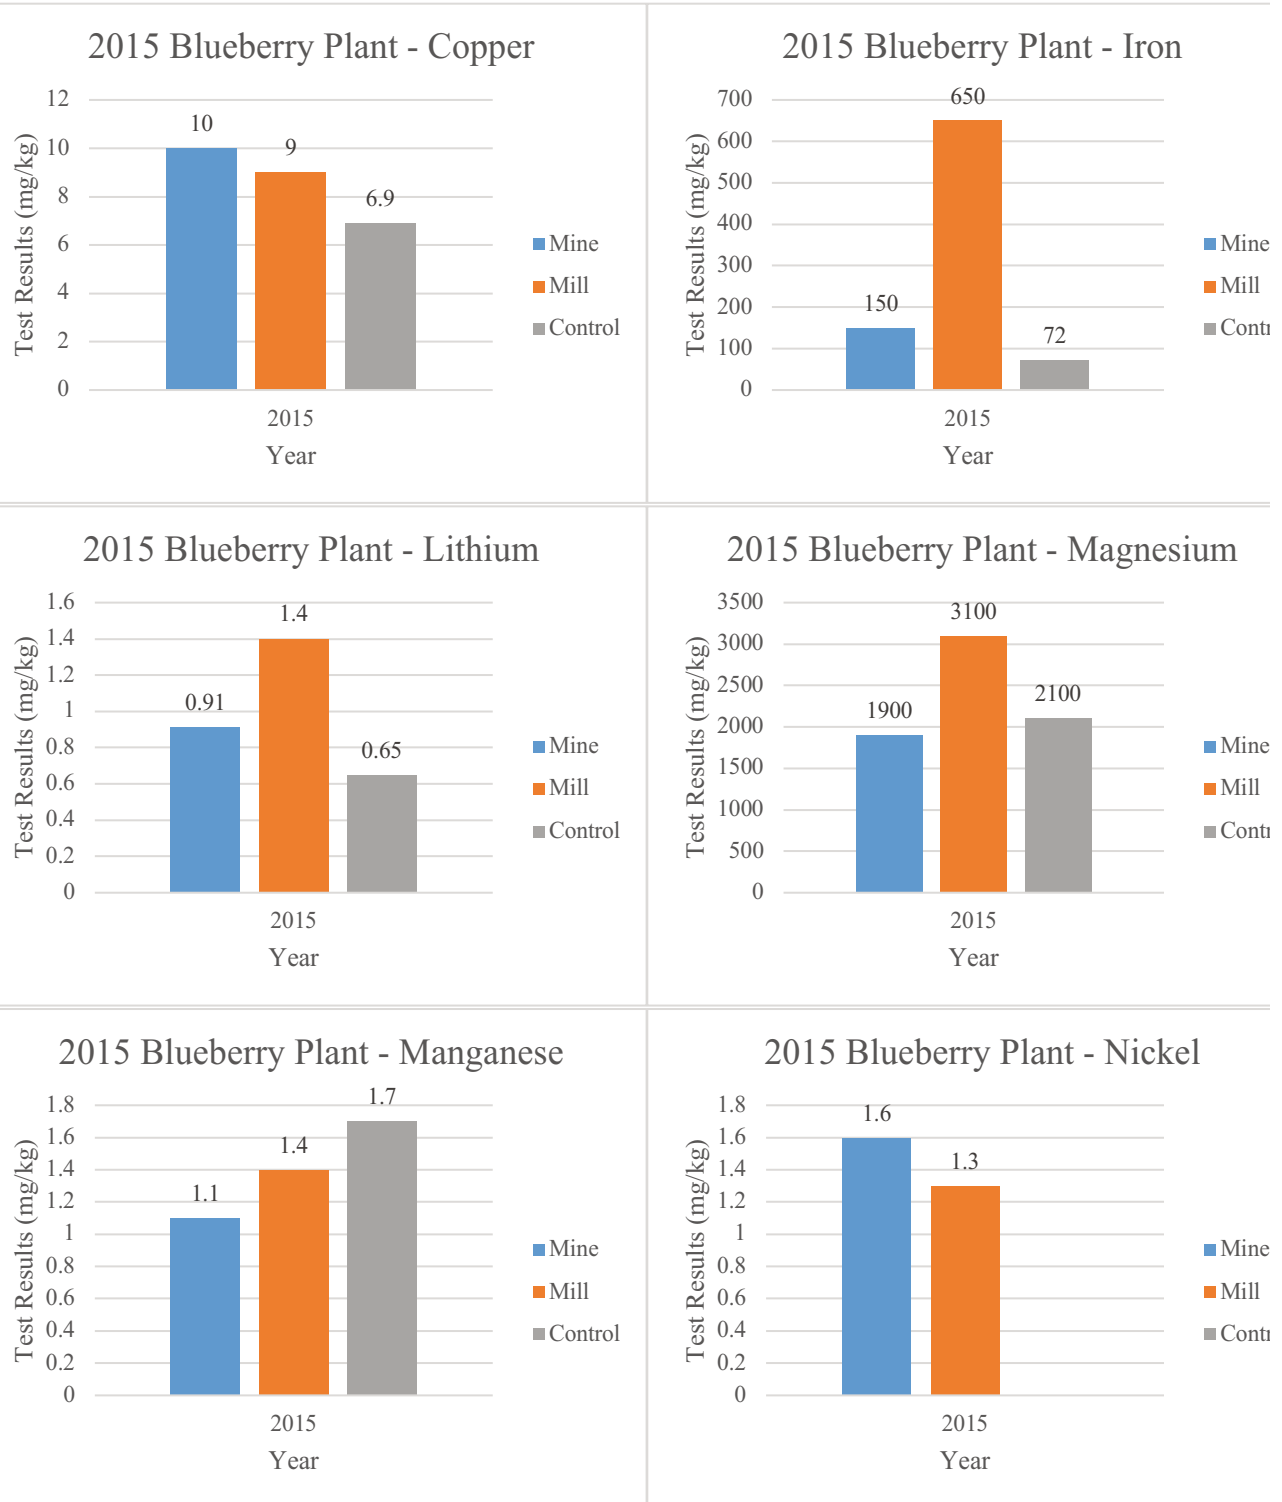 2015 Blueberry Plant - Copper
Test Results (mg/kg)
12
10
8
6
4
2
0
10
9
6.9
2015
Year
Mine
Mill
Control
2015 Blueberry Plant - Iron
Test Results (mg/kg)
700
600
500
400
300
200
100
0
150
650
72
2015
Year
Mine
Mill
Contr
2015 Blueberry Plant - Lithium
Test Results (mg/kg)
1.6
1.4
1.2
1
0.8
0.6
0.4
0.2
0
0.91
1.4
0.65
2015
Year
Mine
Mill
Control
2015 Blueberry Plant - Magnesium
Test Results (mg/kg)
3500
3000
2500
2000
1500
1000
500
0
1900
3100
2100
2015
Year
Mine
Mill
Contr
2015 Blueberry Plant - Manganese
Test Results (mg/kg)
1.8
1.6
1.4
1.2
1
0.8
0.6
0.4
0.2
0
1.1
1.4
1.7
2015
Year
Mine
Mill
Control
2015 Blueberry Plant - Nickel
Test Results (mg/kg)
1.8
1.6
1.4
1.2
1
0.8
0.6
0.4
0.2
0
1.6
1.3
2015
Year
Mine
Mill
Contr